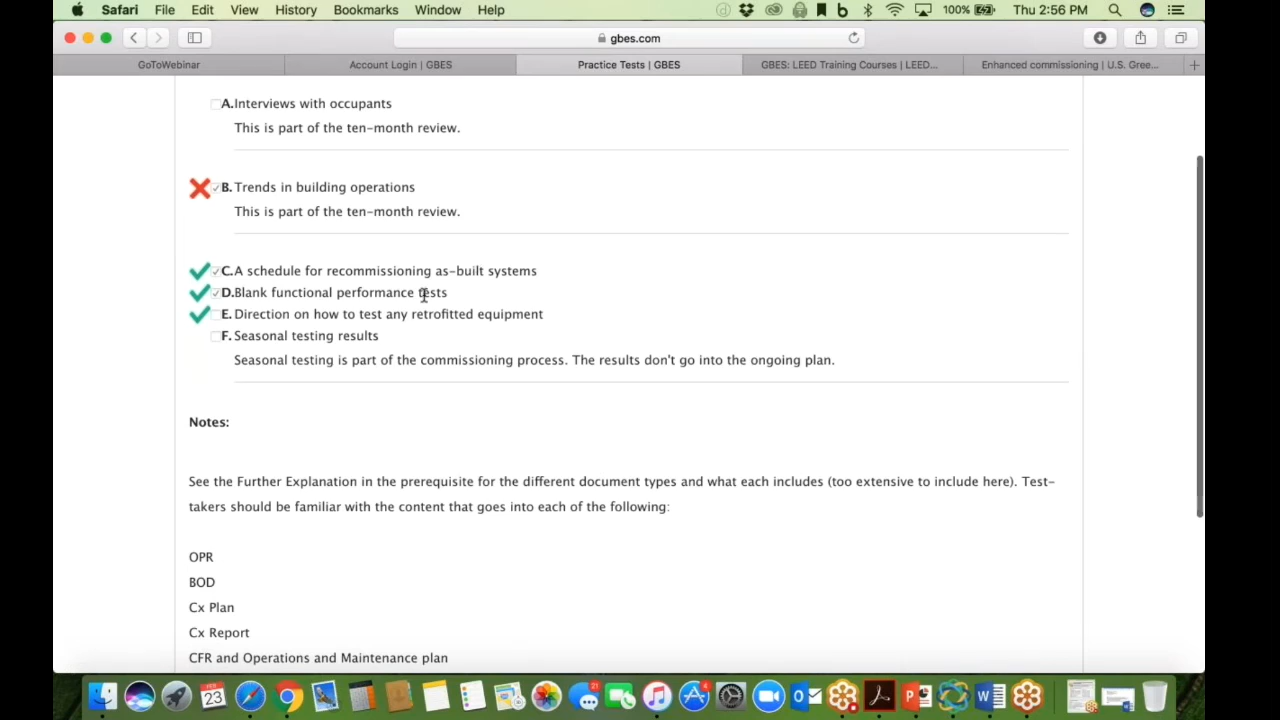 Safari File Edit View History Bookmarks Window Help 100% Thu 2:56 PM
gbes.com
GoToWebinar Account Login | GBES Practice Tests | GBES GBES: LEED Training Courses | LEED... Enhanced commissioning | U.S. Gree...
A. Interviews with occupants
This is part of the ten-month review.
B. Trends in building operations
This is part of the ten-month review.
C. A schedule for recommissioning as-built systems
D. Blank functional performance tests
E. Direction on how to test any retrofitted equipment
F. Seasonal testing results
Seasonal testing is part of the commissioning process. The results don't go into the ongoing plan.
Notes:
See the Further Explanation in the prerequisite for the different document types and what each includes (too extensive to include here). Test-
takers should be familiar with the content that goes into each of the following:
OPR
BOD
Cx Plan
Cx Report
CFR and Operations and Maintenance plan
23